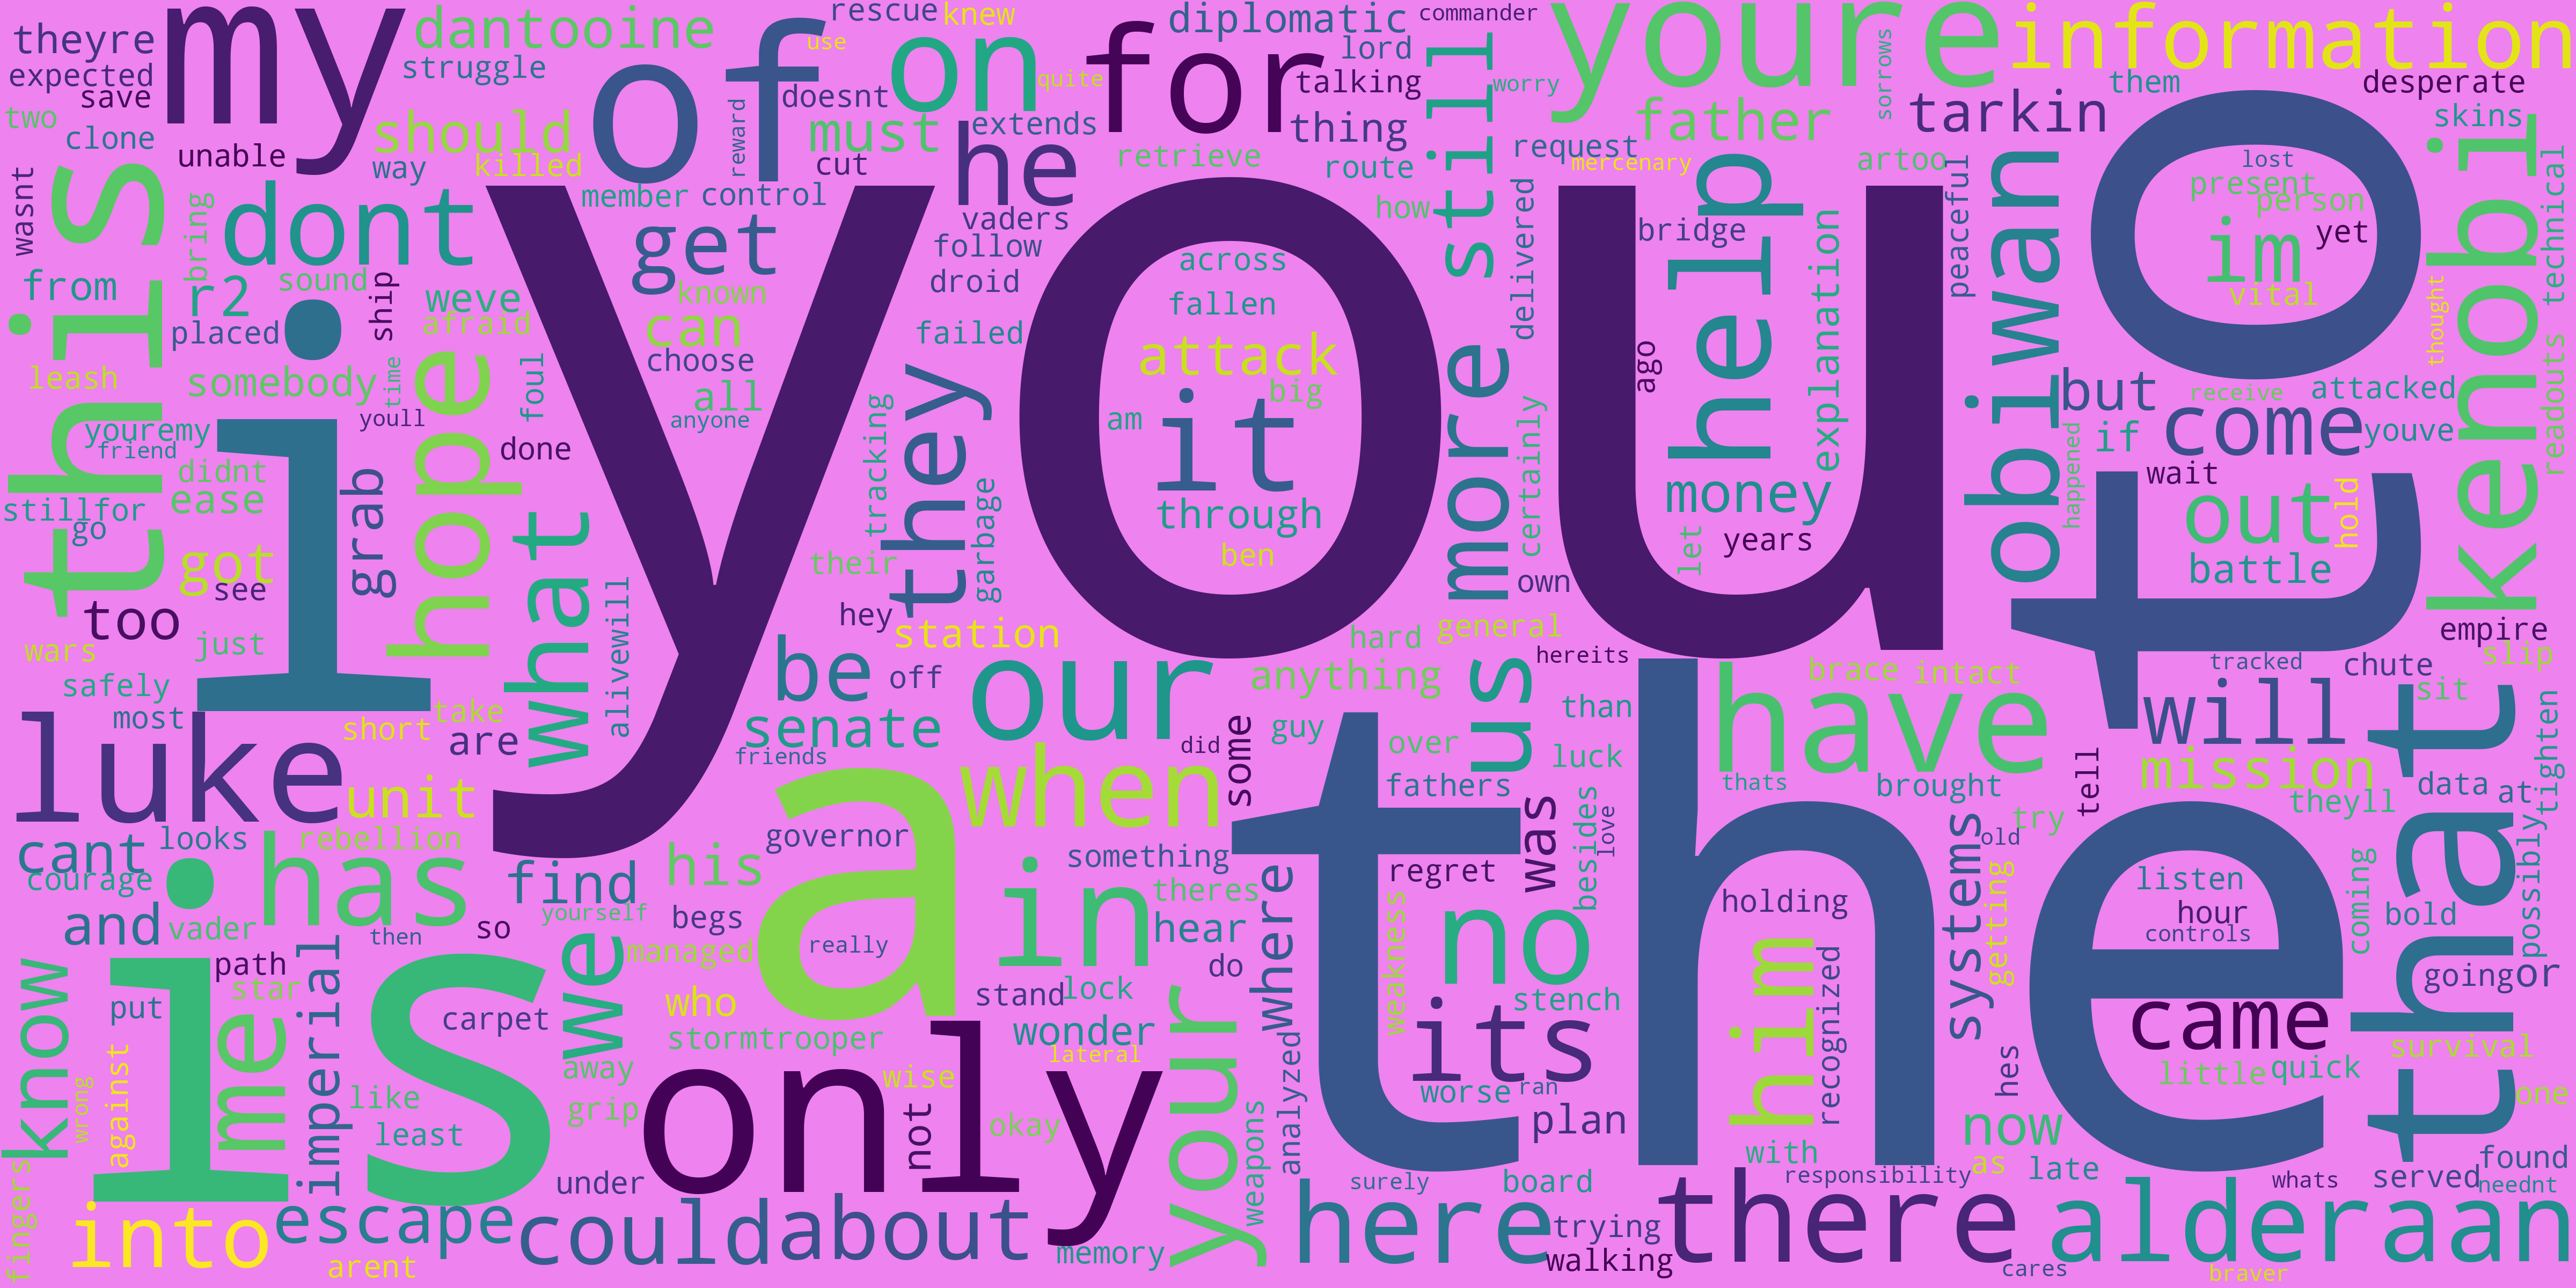 you
the
to
i
is
a
of
my
only
this
that
for
youre
on
he
dont
hope
what
get
they
it
our
more
still
help
obiwan
kenobi
information
dantooine
diplomatic
rescue
knew
use
commander
lord
theyre
expected
save
two
clone
unable
struggle
should
way
killed
must
doesnt
reward
cut
quite
extends
talking
thing
worry
sorrows
father
tarkin
them
desperate
skins
technical
wasnt
bring
from
r2
sound
placed
ship
weve
afraid
leash
somebody
time
foul
youll
youremy
friend
didnt
ease
stillfor
go
got
grab
see
too
wars
just
safely
most
done
member
control
vaders
follow
droid
known
can
choose
all
anyone
failed
tracking
garbage
their
hey
retrieve
route
how
across
fallen
attack
big
am
through
ben
request
mercenary
delivered
certainly
bridge
artoo
peaceful
explanation
ago
money
let
years
own
lost
present
person
im
yet
vital
thought
receive
attacked
but
if
come
youve
readouts
happened
wait
out
hold
battle
empire
slip
luke
short
take
are
unit
alivewill
be
off
station
senate
friends
when
did
some
anything
hard
general
hereits
guy
over
than
us
luck
fathers
thats
have
brace
intact
brought
tracked
chute
sit
will
mission
theyll
data
at
tighten
tell
try
cant
looks
rebellion
courage
has
and
vader
then
so
find
yourself
his
governor
begs
managed
really
something
theres
hear
in
where
do
regret
was
besides
love
weakness
no
holding
systems
old
getting
listen
hour
controls
coming
bold
possibly
know
path
star
put
me
imperial
carpet
we
who
stormtrooper
stand
lock
wonder
lateral
wise
your
stench
its
him
recognized
came
going
or
survival
little
quick
hes
one
wrong
against
like
least
away
grip
not
okay
weapons
analyzed
worse
ran
plan
with
now
as
late
found
fingers
into
escape
under
could
about
memory
arent
surely
board
here
trying
walking
responsibility
there
whats
served
neednt
alderaan
cares
braver